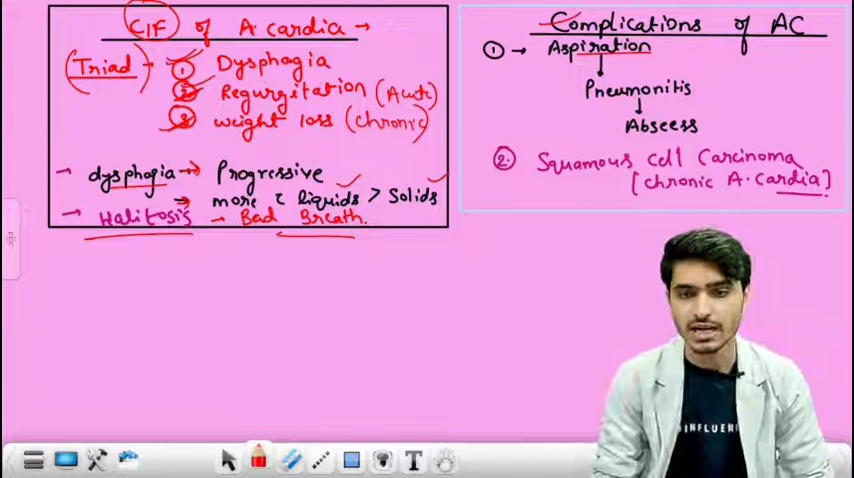 C/F of A. cardia →
(Triad) → ① Dysphagia
② Regurgitation (Acute)
③ weight loss (chronic)
→ dysphagia → Progressive
→ more c liquids > Solids
→ Halitosis → Bad Breath.
Complications of AC
① → Aspiration
↓
Pneumonitis
↓
Abscess
②. Squamous cell Carcinoma
[chronic A. Cardia]
INFLUEN
T